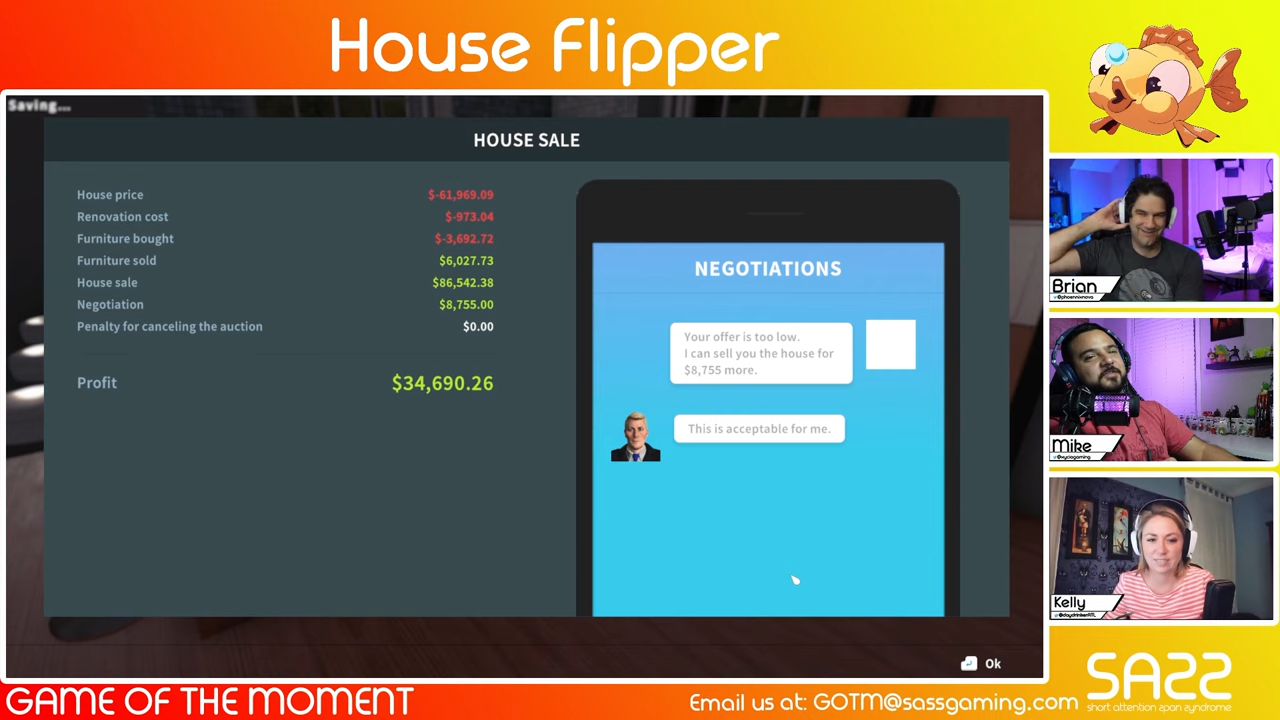 House Flipper
Saving...
HOUSE SALE
House price $-61,969.09
Renovation cost $-973.04
Furniture bought $-3,692.72
Furniture sold $6,027.73
House sale $86,542.38
Negotiation $8,755.00
Penalty for canceling the auction $0.00
Profit $34,690.26
NEGOTIATIONS
Your offer is too low.
I can sell you the house for
$8,755 more.
This is acceptable for me.
Ok
Brian
Mike
Kelly
GAME OF THE MOMENT
Email us at: GOTM@sassgaming.com
SASS
short attention span syndrome